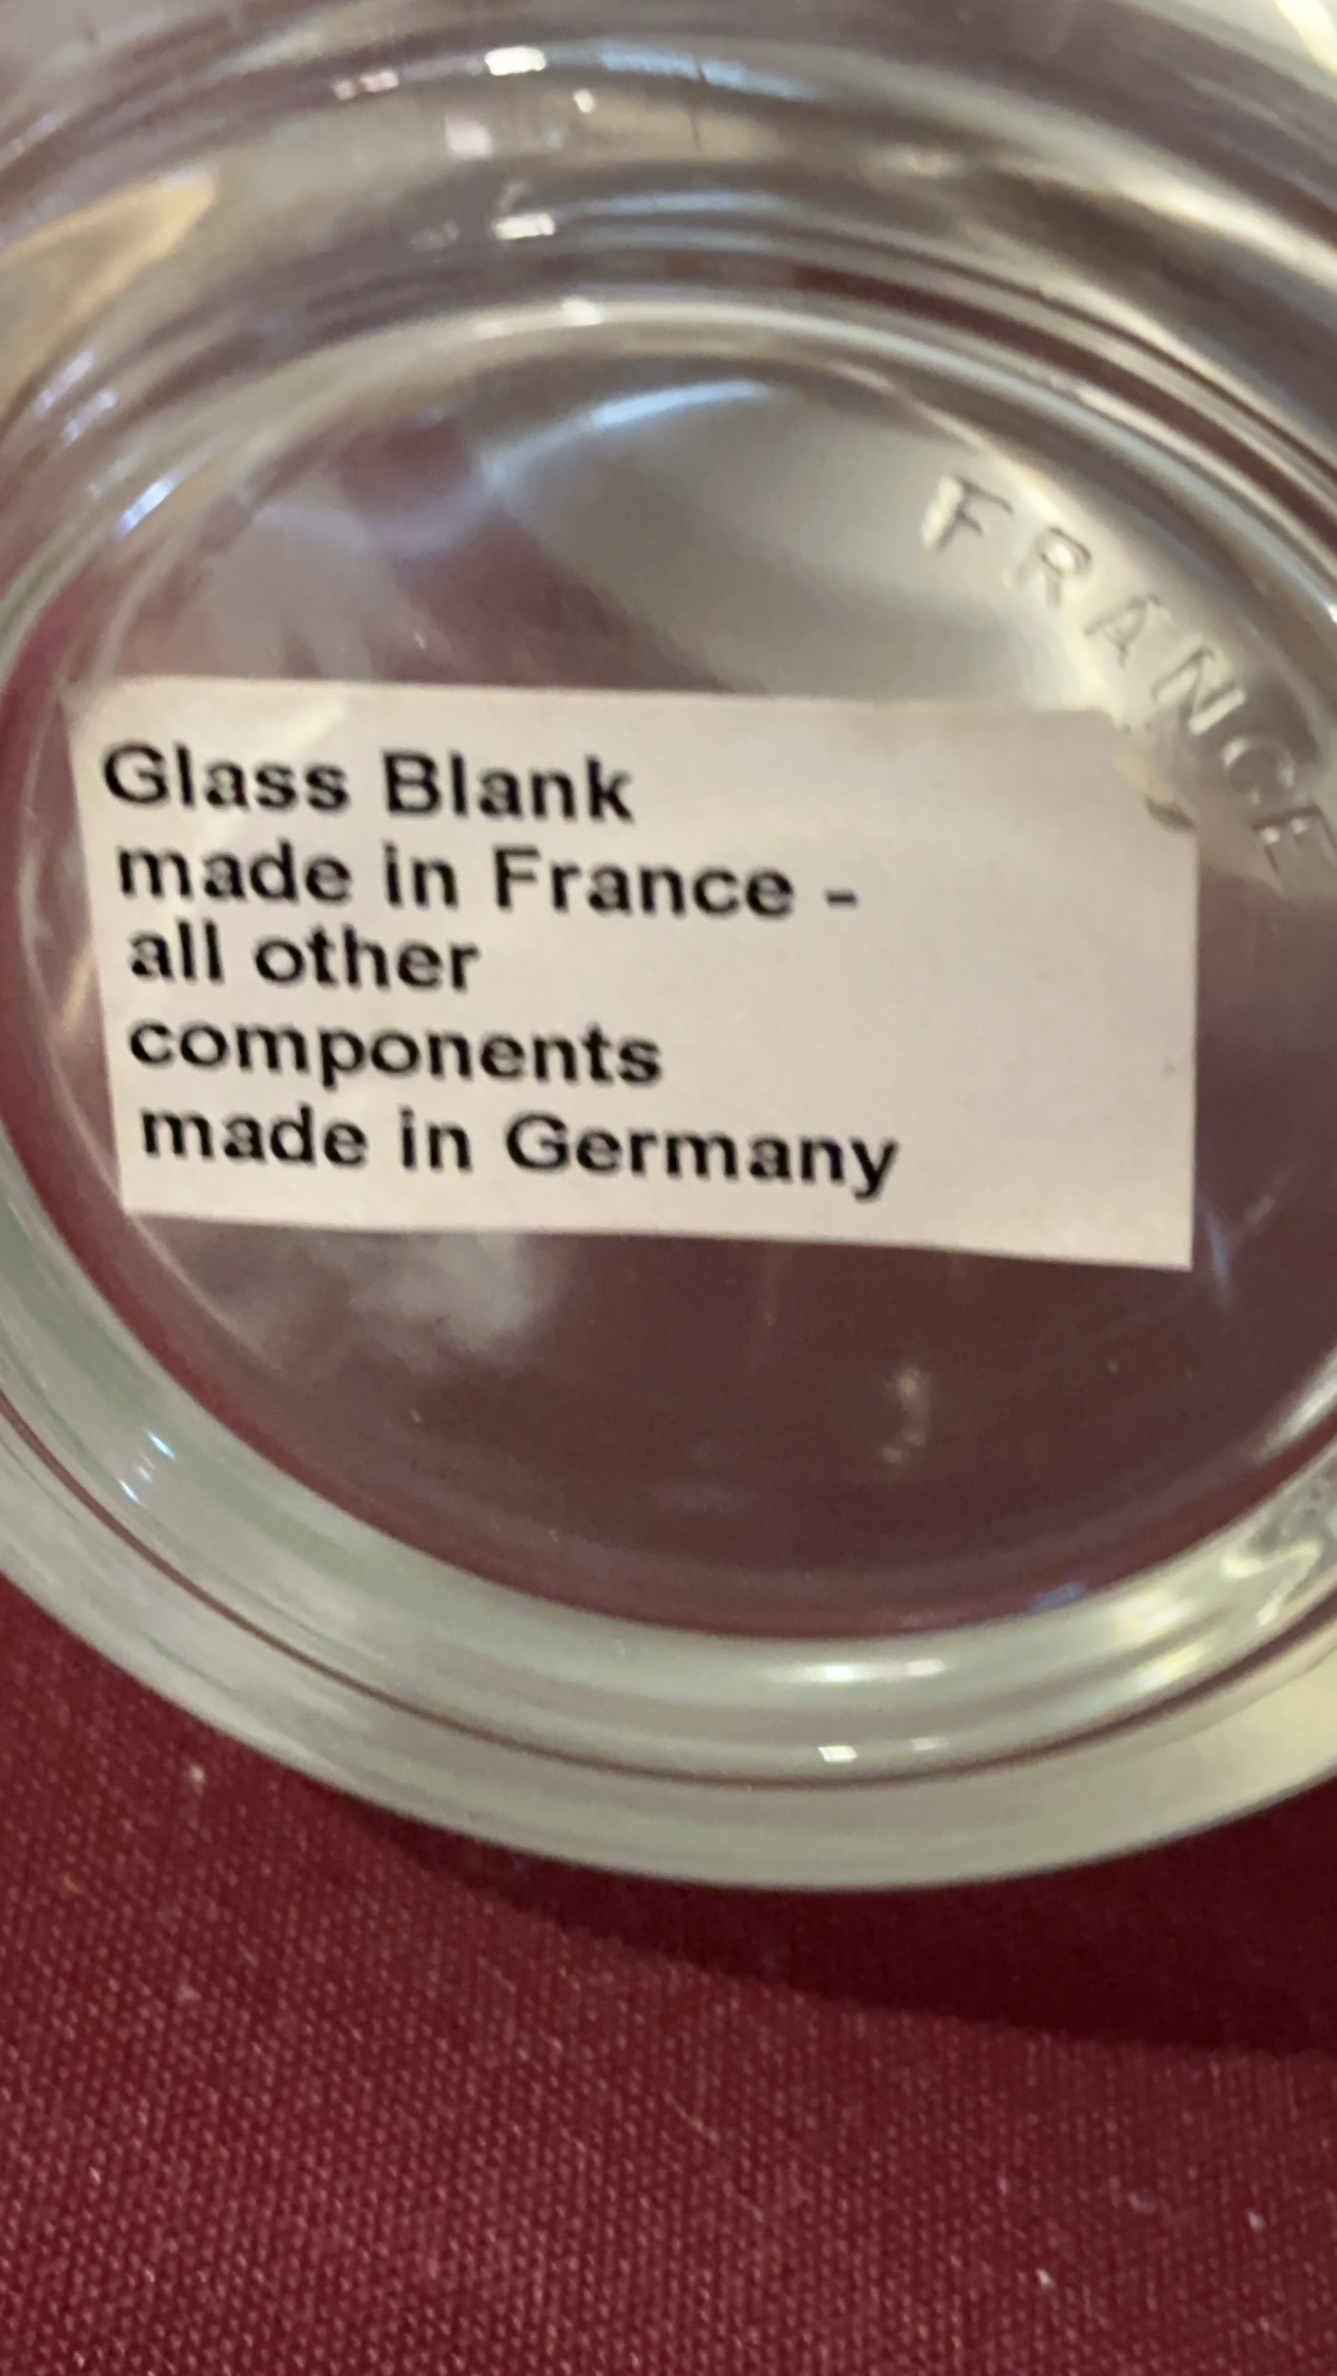 FRANCE
Glass Blank
made in France -
all other
components
made in Germany